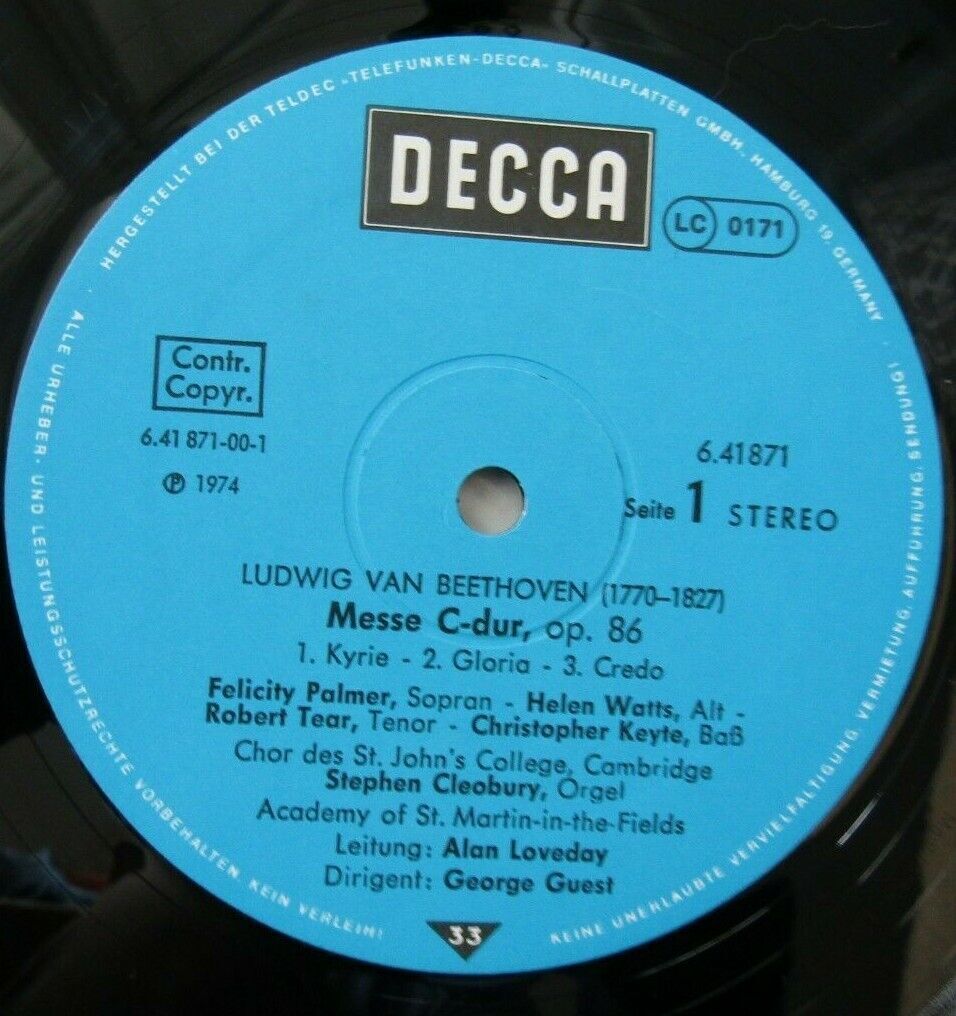 HERGESTELLT BEI DER TELDEC »TELEFUNKEN-DECCA« SCHALLPLATTEN GMBH, HAMBURG 19, GERMANY
DECCA
LC 0171
Contr.
Copyr.
6.41 871-00-1
℗ 1974
6.41871
Seite 1 STEREO
LUDWIG VAN BEETHOVEN (1770–1827)
Messe C-dur, op. 86
1. Kyrie - 2. Gloria - 3. Credo
Felicity Palmer, Sopran - Helen Watts, Alt -
Robert Tear, Tenor - Christopher Keyte, Baß
Chor des St. John's College, Cambridge
Stephen Cleobury, Orgel
Academy of St. Martin-in-the-Fields
Leitung: Alan Loveday
Dirigent: George Guest
33
ALLE URHEBER- UND LEISTUNGSSCHUTZRECHTE VORBEHALTEN. KEIN VERLEIH!
KEINE UNERLAUBTE VERVIELFÄLTIGUNG, VERMIETUNG, AUFFÜHRUNG, SENDUNG!